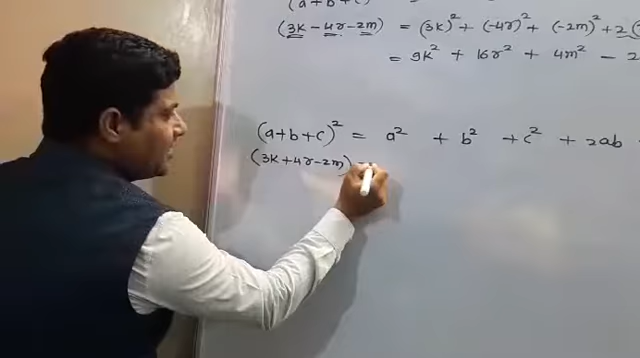 (a+b+c)
(3k-4r-2m) = (3k)² + (-4r)² + (-2m)² + 2(
= 9k² + 16r² + 4m² - 2
(a+b+c)² = a² + b² + c² + 2ab
(3k+4r-2m) =